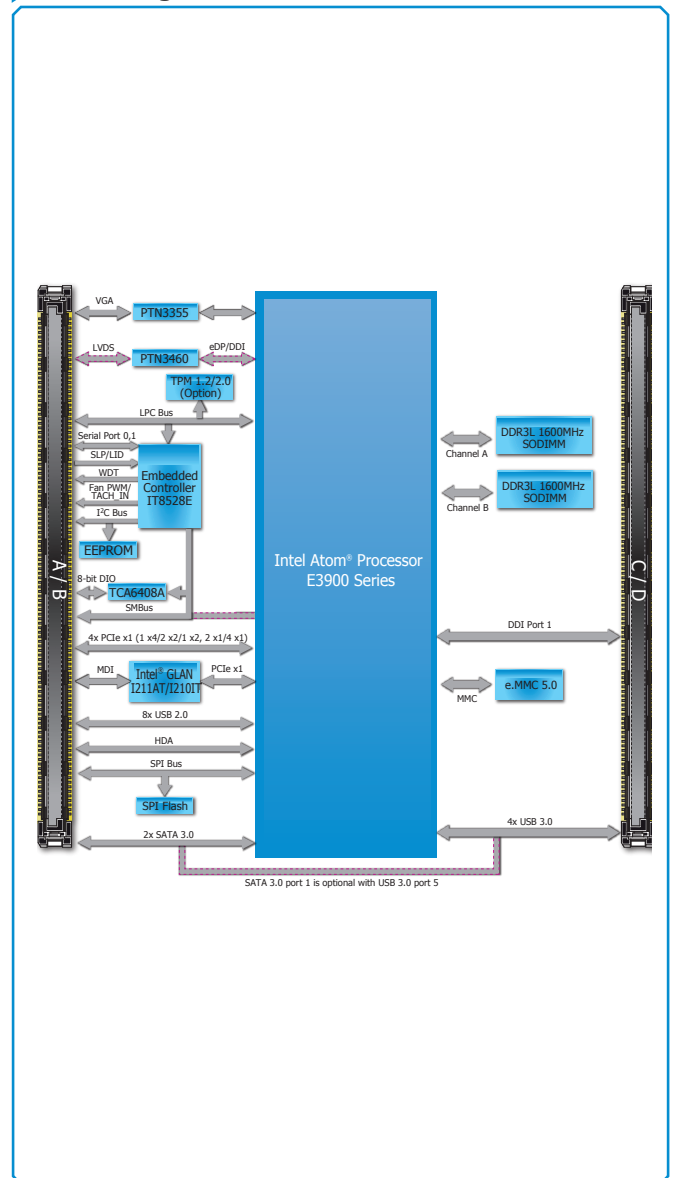 VGA
PTN3355
LVDS
PTN3460
eDP/DDI
TPM 1.2/2.0
(Option)
LPC Bus
Serial Port 0,1
SLP/LID
WDT
Fan PWM/
TACH_IN
I²C Bus
Embedded
Controller
IT8528E
EEPROM
8-bit DIO
TCA6408A
SMBus
4x PCIe x1 (1 x4/2 x2/1 x2, 2 x1/4 x1)
MDI
Intel® GLAN
I211AT/I210IT
PCIe x1
8x USB 2.0
HDA
SPI Bus
SPI Flash
2x SATA 3.0
A / B
Intel Atom® Processor
E3900 Series
Channel A
DDR3L 1600MHz
SODIMM
Channel B
DDR3L 1600MHz
SODIMM
DDI Port 1
MMC
e.MMC 5.0
4x USB 3.0
C / D
SATA 3.0 port 1 is optional with USB 3.0 port 5